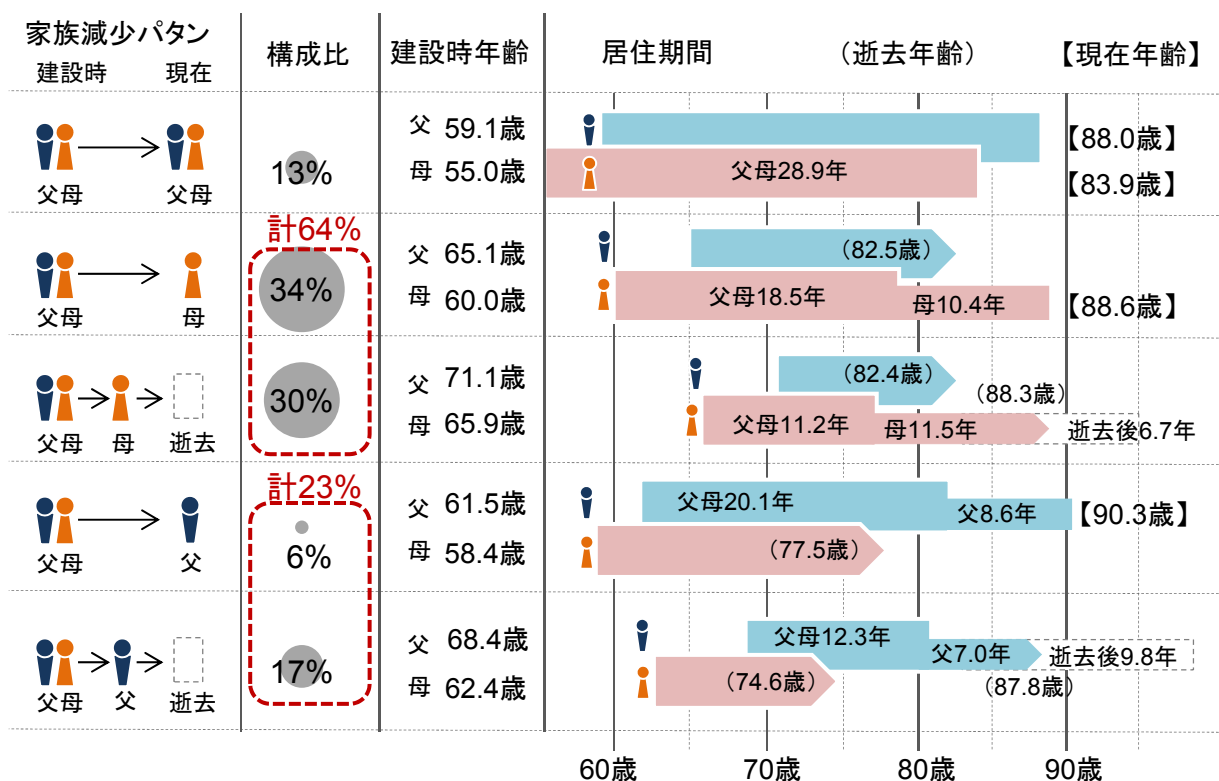 家族減少パタン
建設時 現在
構成比
建設時年齢
居住期間 (逝去年齢) 【現在年齢】
父母 父母
13%
父 59.1歳
母 55.0歳
父母28.9年
【88.0歳】
【83.9歳】
計64%
父母 母
34%
父 65.1歳
母 60.0歳
(82.5歳)
父母18.5年 母10.4年
【88.6歳】
父母 母 逝去
30%
父 71.1歳
母 65.9歳
(82.4歳)
(88.3歳)
父母11.2年 母11.5年 逝去後6.7年
計23%
父母 父
6%
父 61.5歳
母 58.4歳
父母20.1年 父8.6年 【90.3歳】
(77.5歳)
父母 父 逝去
17%
父 68.4歳
母 62.4歳
父母12.3年 父7.0年 逝去後9.8年
(74.6歳) (87.8歳)
60歳 70歳 80歳 90歳